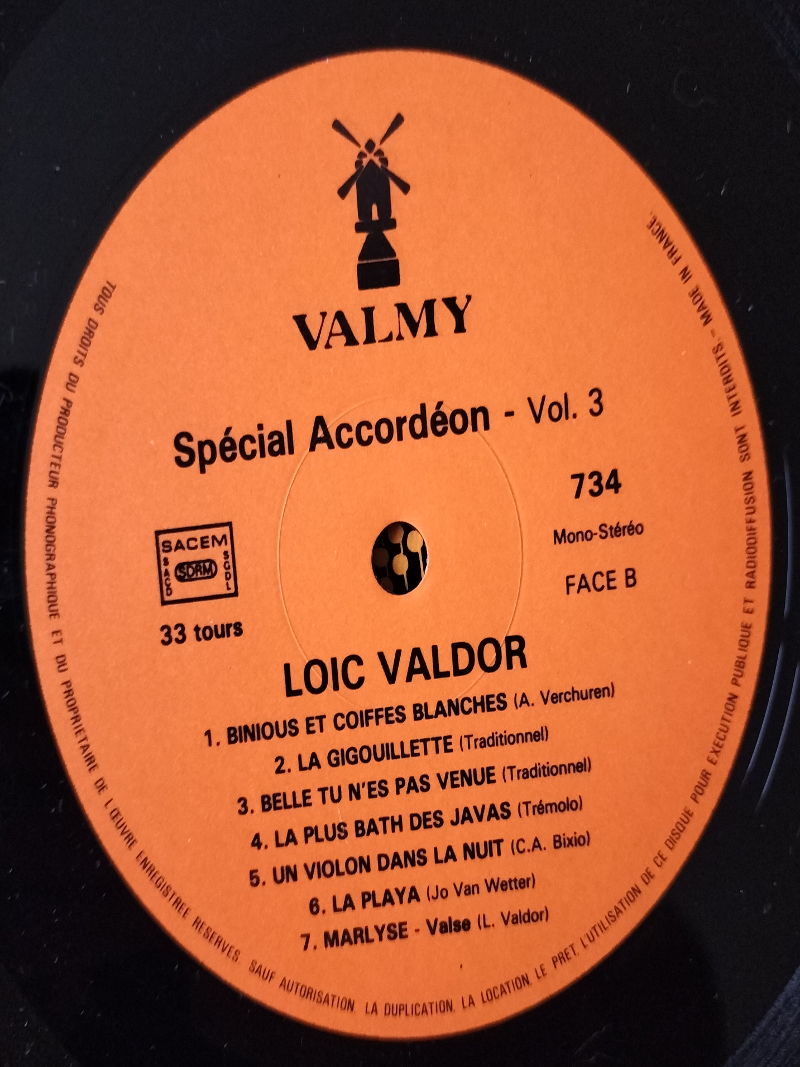 VALMY
Spécial Accordéon - Vol. 3
734
Mono-Stéréo
FACE B
SACEM
SACD
SDRM
SGDL
33 tours
LOIC VALDOR
1. BINIOUS ET COIFFES BLANCHES (A. Verchuren)
2. LA GIGOUILLETTE (Traditionnel)
3. BELLE TU N'ES PAS VENUE (Traditionnel)
4. LA PLUS BATH DES JAVAS (Trémolo)
5. UN VIOLON DANS LA NUIT (C.A. Bixio)
6. LA PLAYA (Jo Van Wetter)
7. MARLYSE - Valse (L. Valdor)
TOUS DROITS DU PRODUCTEUR PHONOGRAPHIQUE ET DU PROPRIETAIRE DE L'ŒUVRE ENREGISTREE RESERVES. SAUF AUTORISATION LA DUPLICATION, LA LOCATION, LE PRET, L'UTILISATION DE CE DISQUE POUR EXECUTION PUBLIQUE ET RADIODIFFUSION SONT INTERDITS. - MADE IN FRANCE.